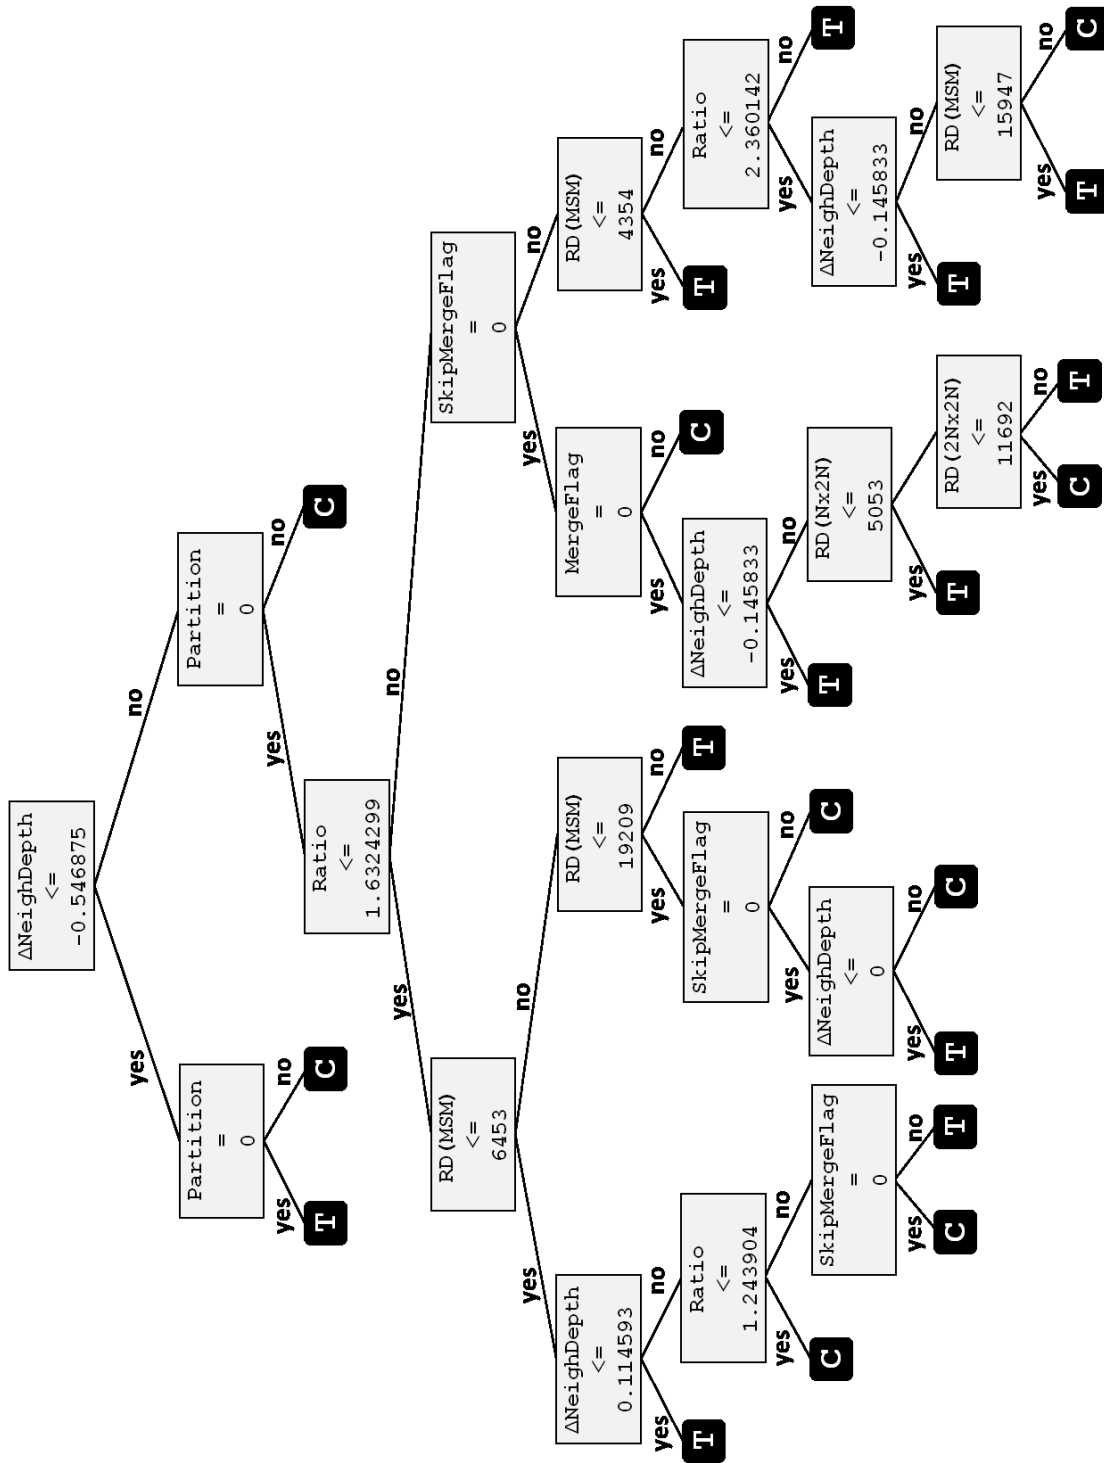 ΔNeighDepth
<=
-0.546875
yes
no
Partition
=
0
Partition
=
0
yes
no
yes
no
T
C
Ratio
<=
1.6324299
C
yes
no
RD(MSM)
<=
6453
SkipMergeFlag
=
0
yes
no
yes
no
ΔNeighDepth
<=
0.114593
RD(MSM)
<=
19209
MergeFlag
=
0
RD(MSM)
<=
4354
yes
no
yes
no
yes
no
yes
no
T
Ratio
<=
1.243904
SkipMergeFlag
=
0
T
ΔNeighDepth
<=
-0.145833
C
T
Ratio
<=
2.360142
yes
no
yes
no
yes
no
yes
no
C
SkipMergeFlag
=
0
ΔNeighDepth
<=
0
C
T
RD(Nx2N)
<=
5053
ΔNeighDepth
<=
-0.145833
T
yes
no
yes
no
yes
yes
no
C
T
T
C
T
RD(2Nx2N)
<=
11692
T
RD(MSM)
<=
15947
yes
no
yes
no
C
T
T
C